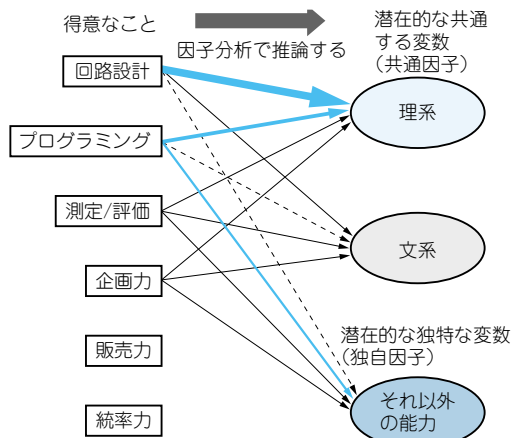 得意なこと
因子分析で推論する
潜在的な共通
する変数
(共通因子)
回路設計
プログラミング
測定/評価
企画力
販売力
統率力
理系
文系
潜在的な独特な変数
(独自因子)
それ以外
の能力